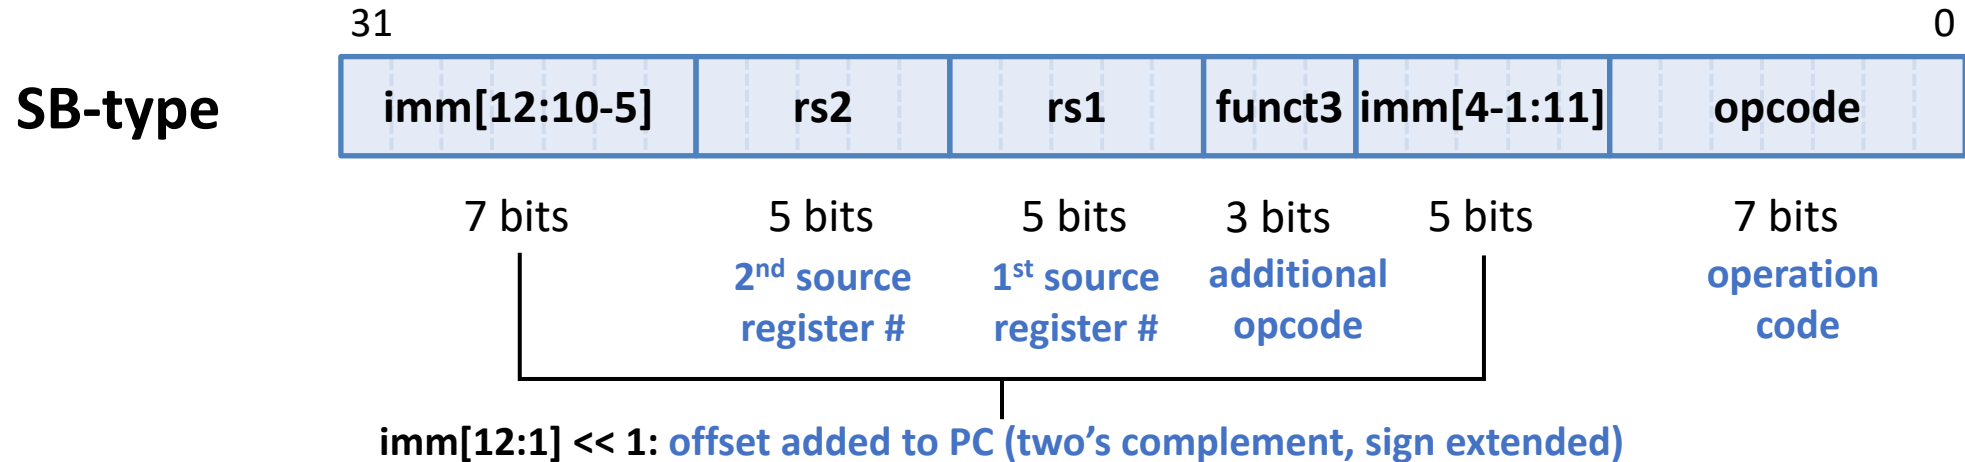 31 0
SB-type imm[12:10-5] rs2 rs1 funct3 imm[4-1:11] opcode
7 bits 5 bits 5 bits 3 bits 5 bits 7 bits
2nd source 1st source additional operation
register # register # opcode code
imm[12:1] << 1: offset added to PC (two’s complement, sign extended)